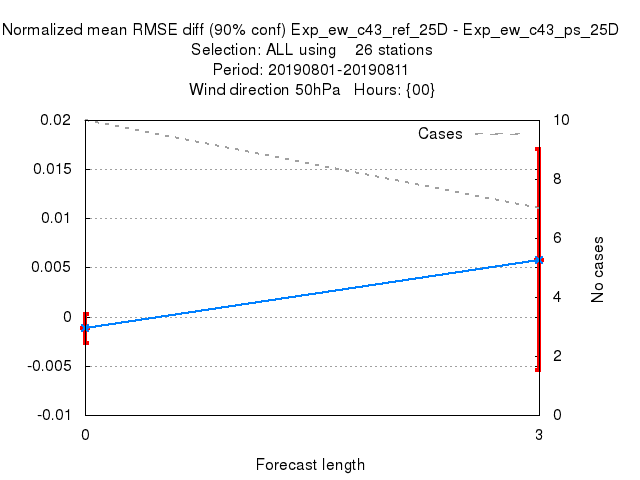 Normalized mean RMSE diff (90% conf) Exp_ew_c43_ref_25D - Exp_ew_c43_ps_25D
Selection: ALL using 26 stations
Period: 20190801-20190811
Wind direction 50hPa Hours: {00}
Cases
0.02
0.015
0.01
0.005
0
-0.005
-0.01
10
8
6
4
2
0
No cases
0 3
Forecast length